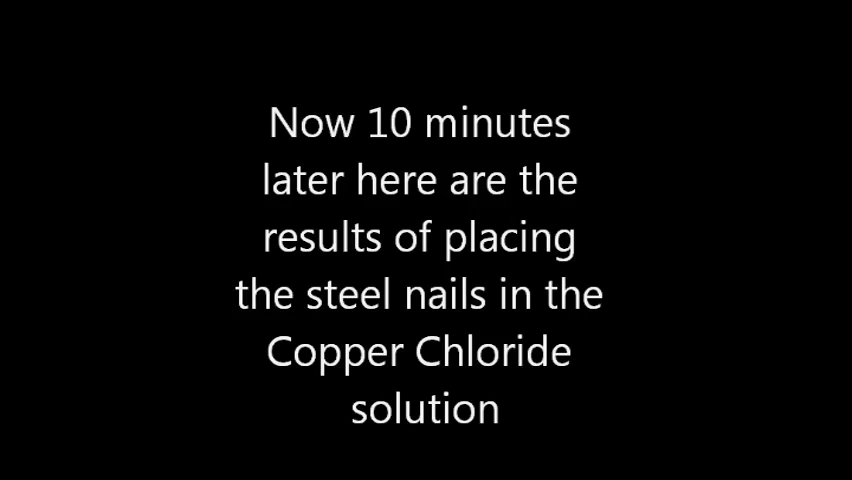 Now 10 minutes
later here are the
results of placing
the steel nails in the
Copper Chloride
solution